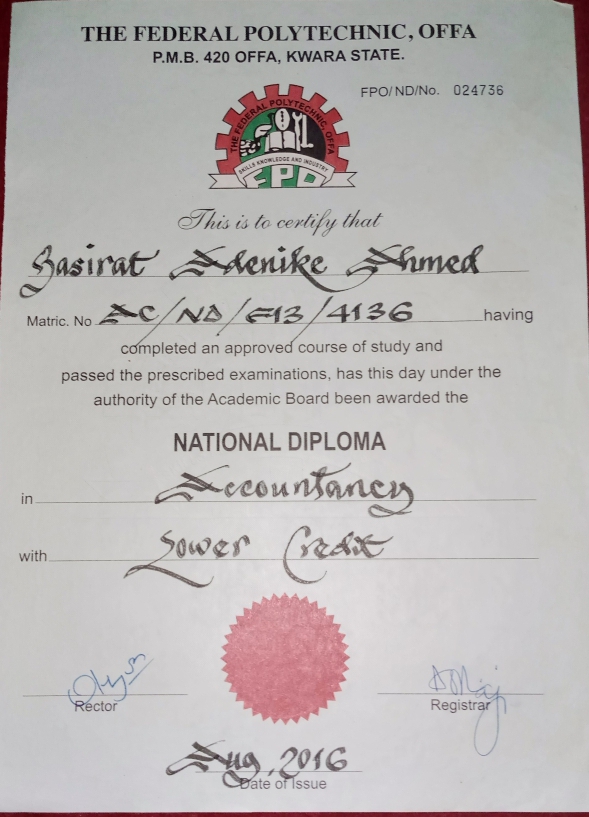 THE FEDERAL POLYTECHNIC, OFFA
P.M.B. 420 OFFA, KWARA STATE.
FPO/ND/No. 024736
THE FEDERAL POLYTECHNIC, OFFA
SKILLS KNOWLEDGE AND INDUSTRY
FPO
This is to certify that
Basirat Adenike Ahmed
Matric. No AC/ND/F13/4136 having
completed an approved course of study and
passed the prescribed examinations, has this day under the
authority of the Academic Board been awarded the
NATIONAL DIPLOMA
in Accountancy
with Lower Credit
Rector
Registrar
Aug, 2016
Date of Issue